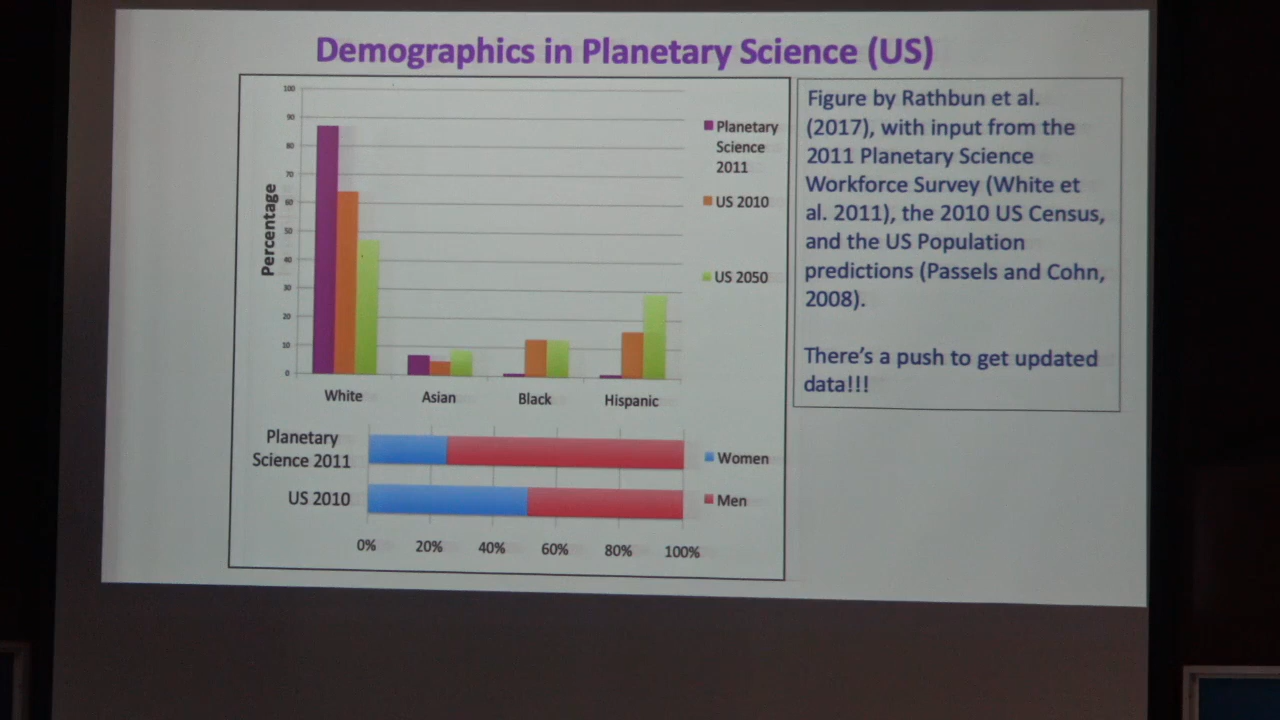 Demographics in Planetary Science (US)
100
90
80
70
60
50
40
30
20
10
0
Percentage
White
Asian
Black
Hispanic
Planetary
Science
2011
US 2010
US 2050
Planetary
Science 2011
US 2010
0%
20%
40%
60%
80%
100%
Women
Men
Figure by Rathbun et al.
(2017), with input from the
2011 Planetary Science
Workforce Survey (White et
al. 2011), the 2010 US Census,
and the US Population
predictions (Passels and Cohn,
2008).
There's a push to get updated
data!!!